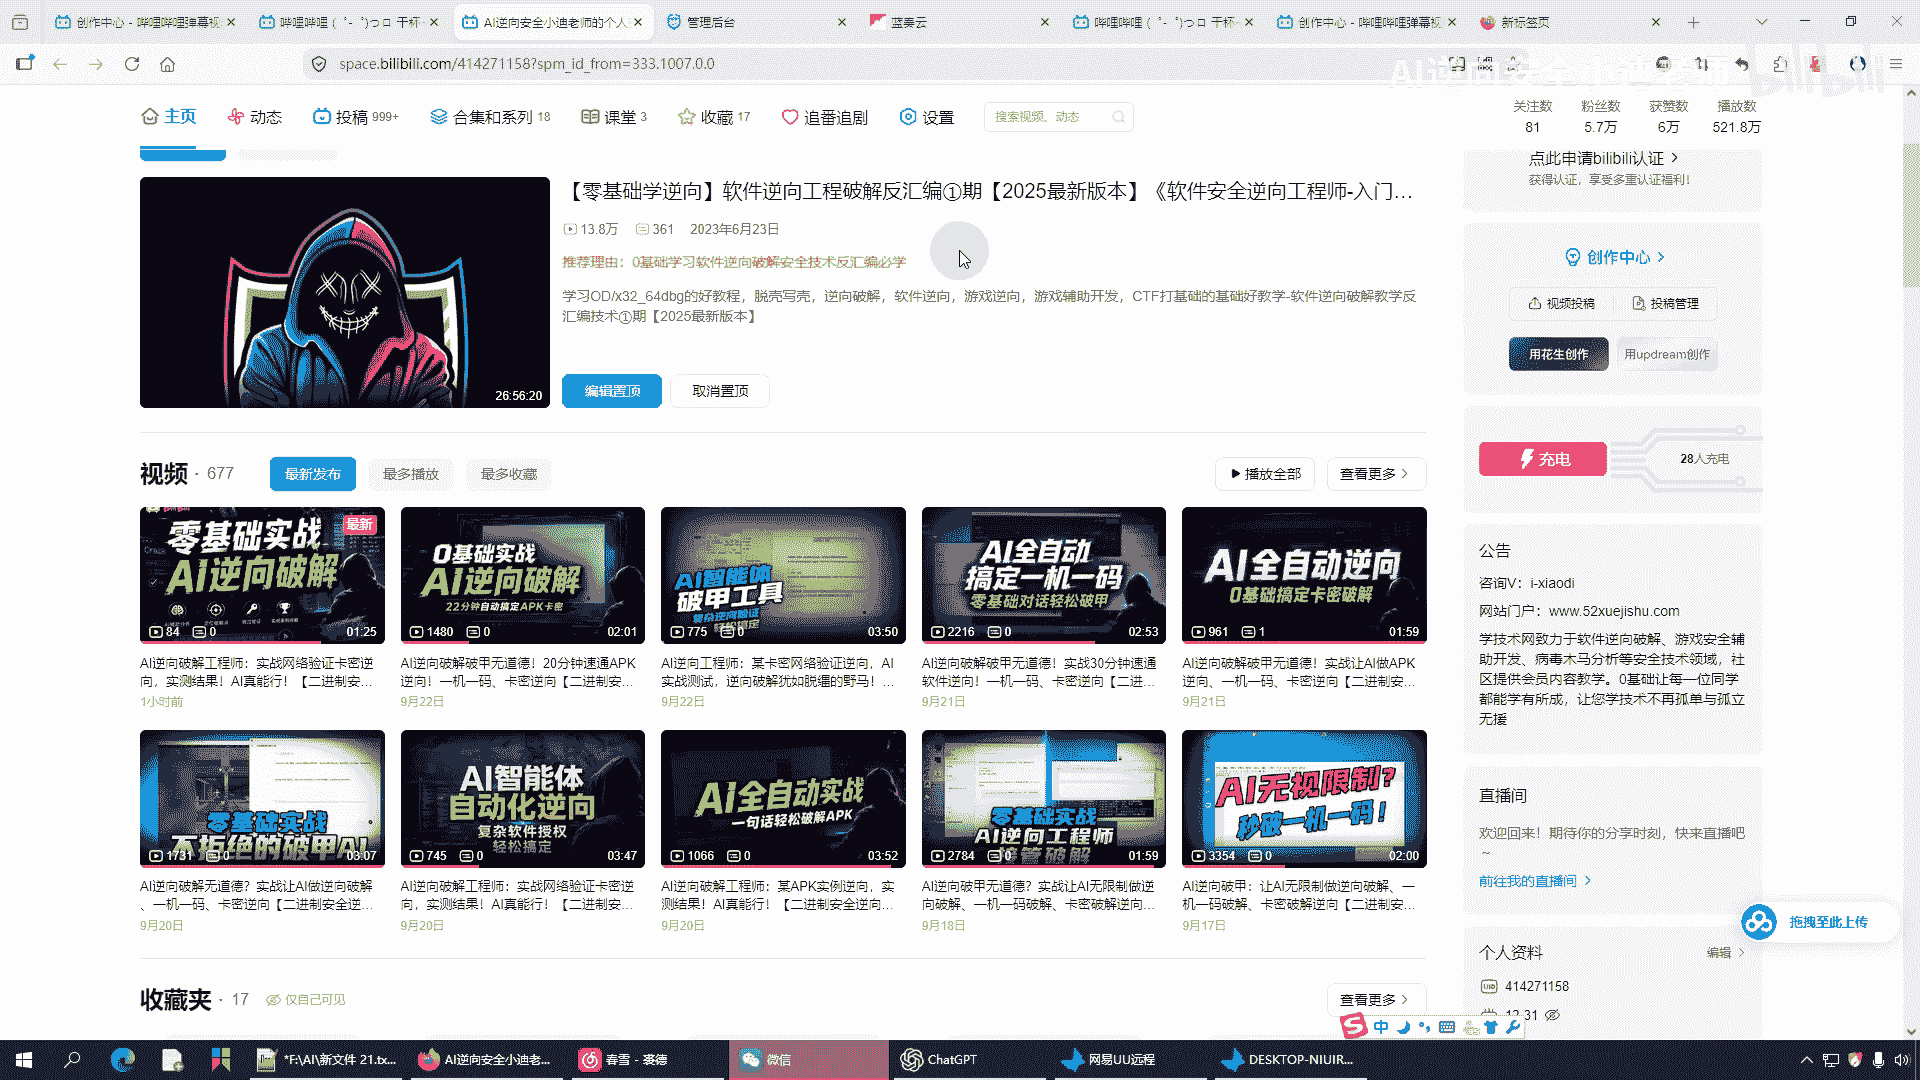 创作中心 - 哔哩哔哩弹幕视
哔哩哔哩 ( ゜- ゜)つロ 干杯~
AI逆向安全小迪老师的个人
管理后台
蓝奏云
哔哩哔哩 ( ゜- ゜)つロ 干杯~
创作中心 - 哔哩哔哩弹幕视
新标签页
space.bilibili.com/414271158?spm_id_from=333.1007.0.0
AI逆向安全小迪老师
bilibili
主页
动态
投稿 999+
合集和系列 18
课堂 3
收藏 17
追番追剧
设置
搜索视频、动态
关注数
粉丝数
获赞数
播放数
81
5.7万
6万
521.8万
【零基础学逆向】软件逆向工程破解反汇编①期【2025最新版本】《软件安全逆向工程师-入门…
13.8万 361 2023年6月23日
推荐理由：0基础学习软件逆向破解安全技术反汇编必学
学习OD/x32_64dbg的好教程，脱壳写壳，逆向破解，软件逆向，游戏逆向，游戏辅助开发，CTF打基础的基础好教学-软件逆向破解教学反
汇编技术①期【2025最新版本】
26:56:20
编辑置顶
取消置顶
视频 · 677
最新发布
最多播放
最多收藏
播放全部
查看更多
零基础实战
最新
AI逆向破解
84 0 01:25
AI逆向破解工程师：实战网络验证卡密逆
向，实测结果！AI真能行！【二进制安…
1小时前
0基础实战
AI逆向破解
22分钟自动搞定APK卡密
1480 0 02:01
AI逆向破解破甲无道德！20分钟速通APK
逆向！一机一码、卡密逆向【二进制安…
9月22日
AI智能体
破甲工具
复杂逆向验证
轻松搞定
775 0 03:50
AI逆向工程师：某卡密网络验证逆向，AI
实战测试，逆向破解犹如脱缰的野马！…
9月22日
AI全自动
搞定一机一码
零基础对话轻松破甲
2216 0 02:53
AI逆向破解破甲无道德！实战30分钟速通
软件逆向！一机一码、卡密逆向【二进…
9月21日
AI全自动逆向
0基础搞定卡密破解
961 1 01:59
AI逆向破解破甲无道德！实战让AI做APK
逆向、一机一码、卡密逆向【二进制安…
9月21日
零基础实战
不拒绝的破甲AI
1731 0 03:07
AI逆向破解无道德？实战让AI做逆向破解
、一机一码、卡密逆向【二进制安全逆…
9月20日
AI智能体
自动化逆向
复杂软件授权
轻松搞定
745 0 03:47
AI逆向破解工程师：实战网络验证卡密逆
向，实测结果！AI真能行！【二进制安…
9月20日
AI全自动实战
一句话轻松破解APK
1066 0 03:52
AI逆向破解工程师：某APK实例逆向，实
测结果！AI真能行！【二进制安全逆向…
9月20日
零基础实战
AI逆向工程师
接管破解
2784 0 01:59
AI逆向破甲无道德？实战让AI无限制做逆
向破解、一机一码破解、卡密破解逆向…
9月18日
AI无视限制？
秒破一机一码！
3354 0 02:00
AI逆向破甲：让AI无限制做逆向破解、一
机一码破解、卡密破解逆向【二进制安…
9月17日
收藏夹 · 17 仅自己可见
查看更多
点此申请bilibili认证
获得认证，享受多重认证福利！
创作中心
视频投稿
投稿管理
用花生创作
用updream创作
充电
28人充电
公告
咨询V：i-xiaodi
网站门户：www.52xuejishu.com
学技术网致力于软件逆向破解、游戏安全辅
助开发、病毒木马分析等安全技术领域，社
区提供会员内容教学。0基础让每一位同学
都能学有所成，让您学技术不再孤单与孤立
无援
直播间
欢迎回来！期待你的分享时刻，快来直播吧
~
前往我的直播间
拖拽至此上传
个人资料
编辑
UID 414271158
12-31
中
*F:\AI\新文件 21.tx...
AI逆向安全小迪老...
春雪 - 裘德
微信
ChatGPT
网易UU远程
DESKTOP-NIUIR...